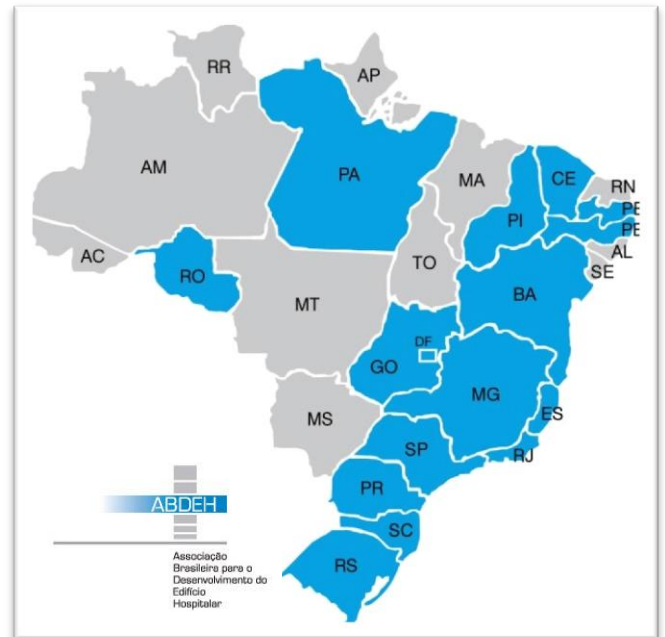 RR
AP
AM
PA
MA
CE
RN
PI
PE
PE
AL
SE
AC
RO
TO
BA
MT
DF
GO
MG
ES
MS
SP
RJ
PR
SC
RS
ABDEH
Associação
Brasileira para o
Desenvolvimento do
Edifício
Hospitalar